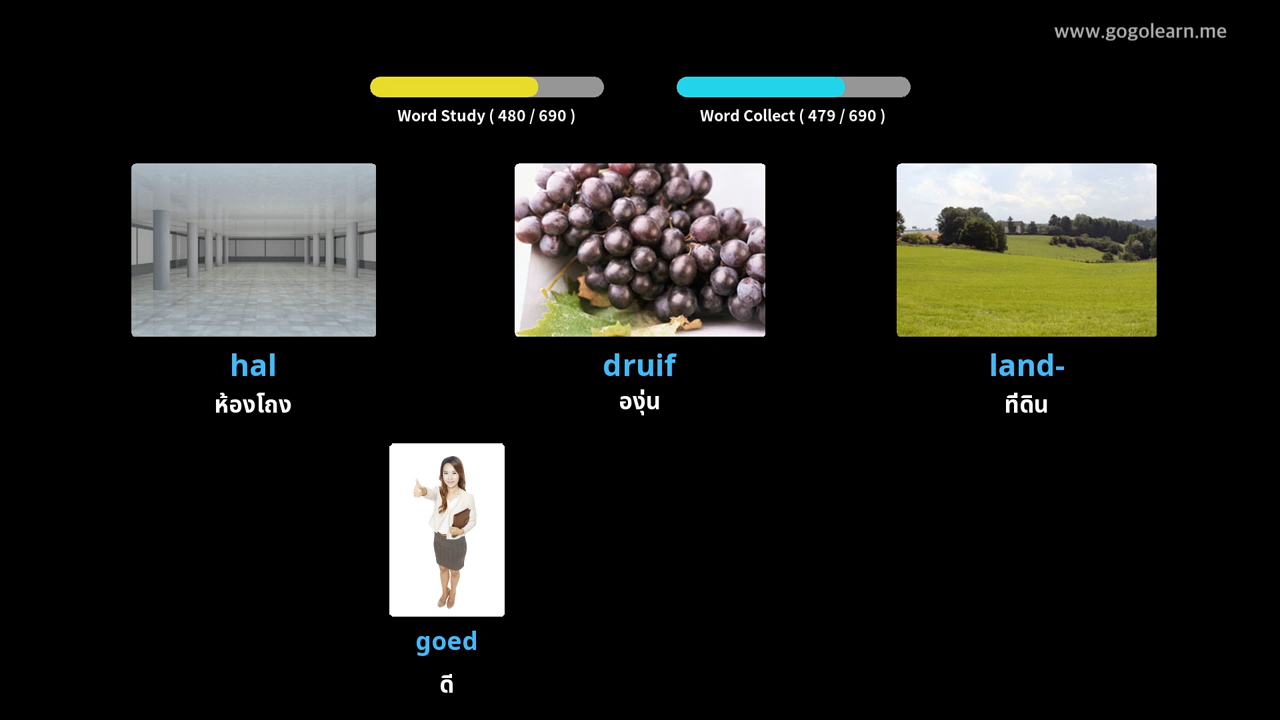 www.gogolearn.me
Word Study ( 480 / 690 )
Word Collect ( 479 / 690 )
hal
druif
land-
ห้องโถง
องุ่น
ที่ดิน
goed
ดี